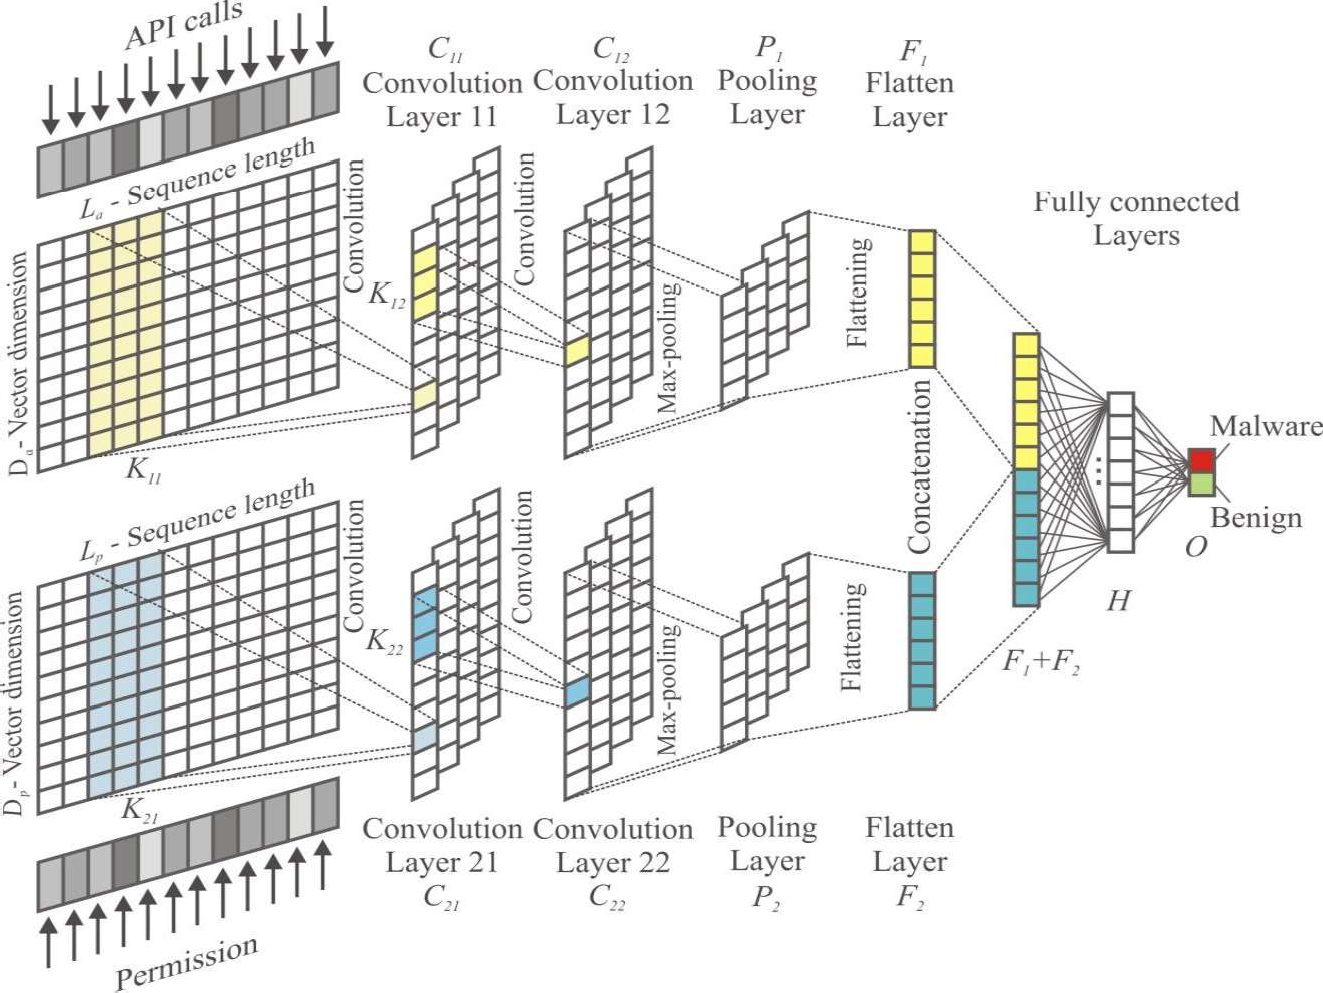 API calls
C₁₁
Convolution
Layer 11
C₁₂
Convolution
Layer 12
P₁
Pooling
Layer
F₁
Flatten
Layer
Lₐ - Sequence length
Dₐ - Vector dimension
K₁₁
Convolution
K₁₂
Convolution
Max-pooling
Flattening
Fully connected
Layers
Concatenation
Malware
Benign
O
H
F₁+F₂
Lₚ - Sequence length
Dₚ - Vector dimension
K₂₁
Convolution
K₂₂
Convolution
Max-pooling
Flattening
Convolution
Layer 21
C₂₁
Convolution
Layer 22
C₂₂
Pooling
Layer
P₂
Flatten
Layer
F₂
Permission